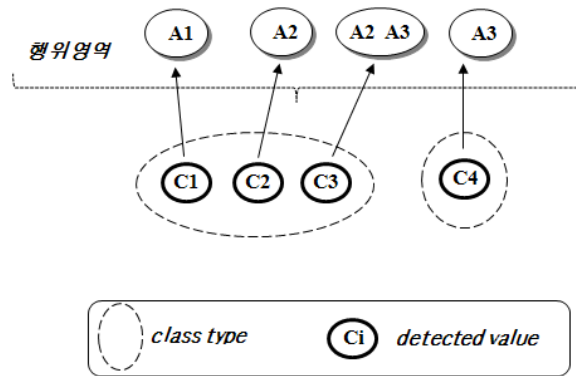 A1 A2 A2 A3 A3
행위영역
C1 C2 C3 C4
class type Ci detected value